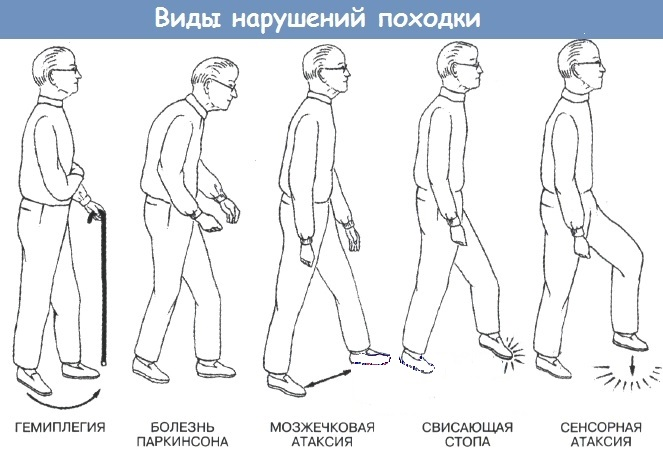 Виды нарушений походки
ГЕМИПЛЕГИЯ
БОЛЕЗНЬ
ПАРКИНСОНА
МОЗЖЕЧКОВАЯ
АТАКСИЯ
СВИСАЮЩАЯ
СТОПА
СЕНСОРНАЯ
АТАКСИЯ